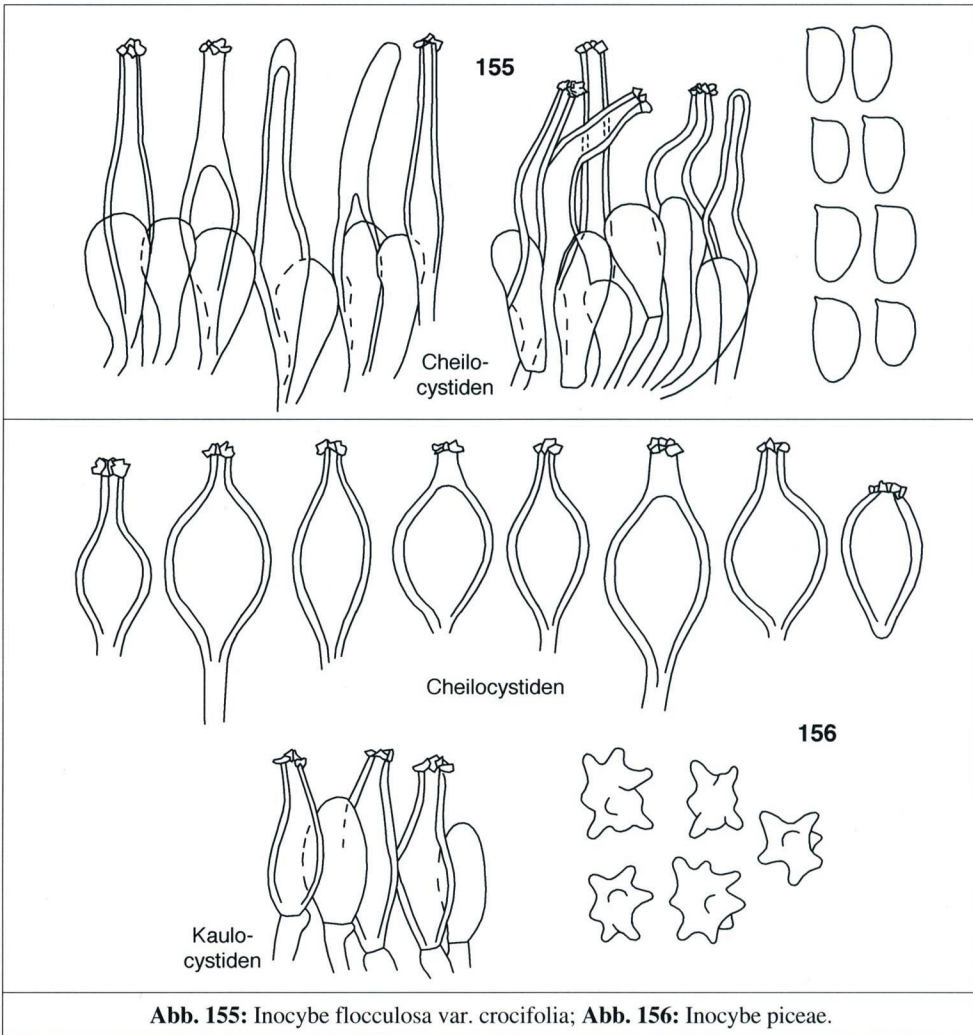 155
Cheilo-
cystiden
Cheilocystiden
156
Kaulo-
cystiden
Abb. 155: Inocybe flocculosa var. crocifolia; Abb. 156: Inocybe piceae.